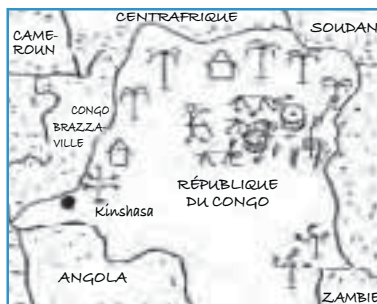 CENTRAFRIQUE
SOUDAN
CAME-
ROUN
CONGO
BRAZZA-
VILLE
RÉPUBLIQUE
DU CONGO
Kinshasa
ANGOLA
ZAMBIE